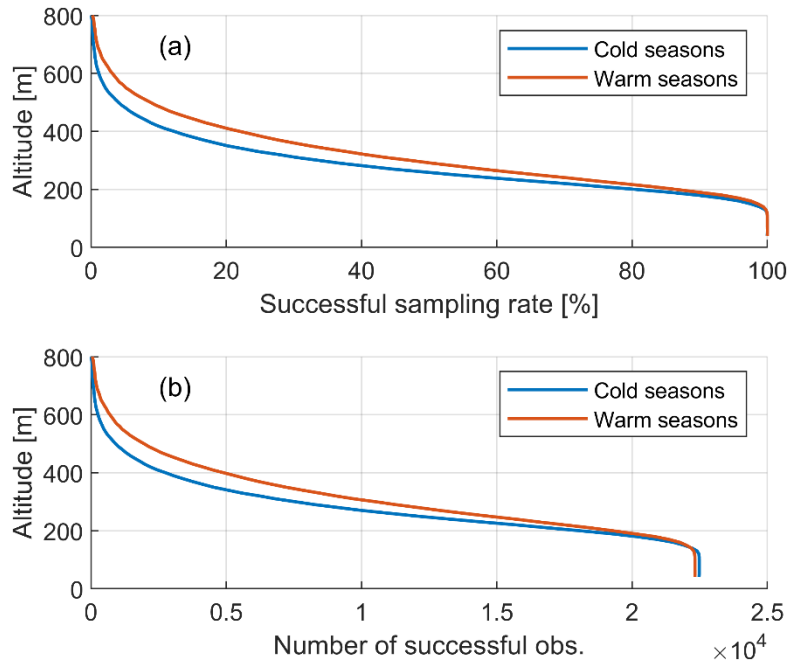 (a)
Cold seasons
Warm seasons
Altitude [m]
800
600
400
200
0
0 20 40 60 80 100
Successful sampling rate [%]
(b)
Cold seasons
Warm seasons
Altitude [m]
800
600
400
200
0
0 0.5 1 1.5 2 2.5
Number of successful obs. ×10⁴